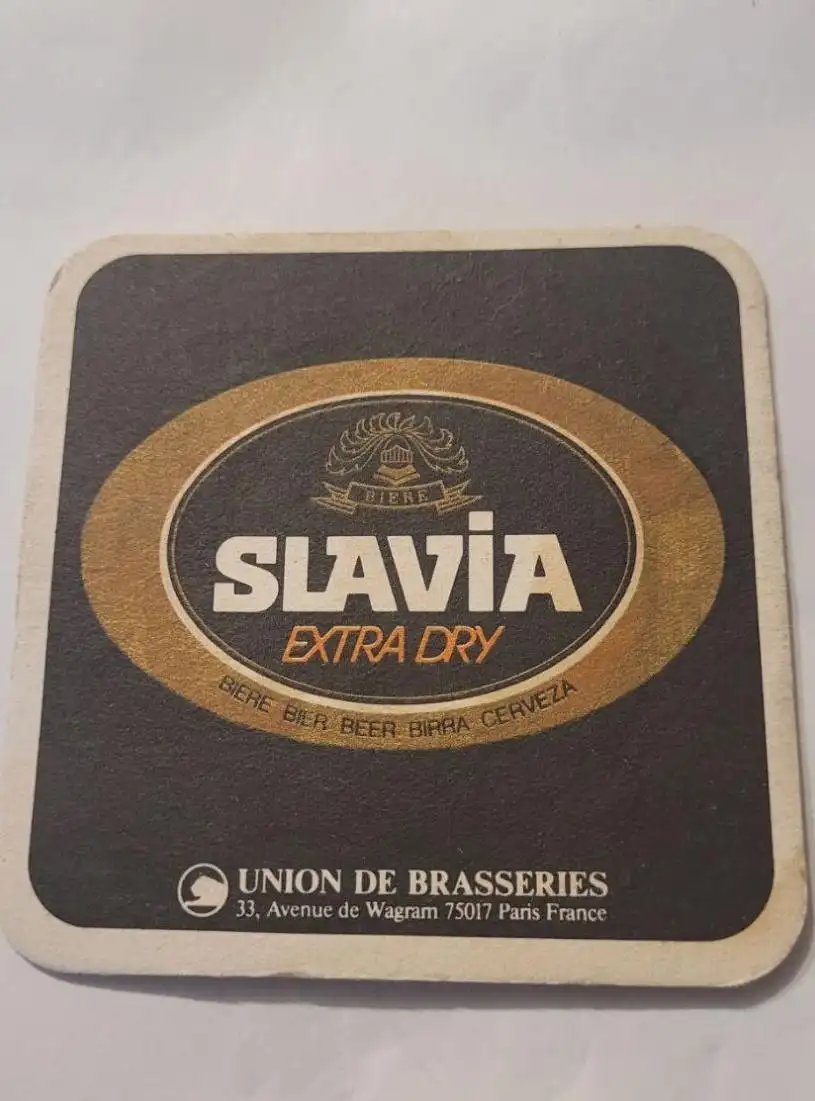 BIERE
SLAVIA
EXTRA DRY
BIERE BIER BEER BIRRA CERVEZA
UNION DE BRASSERIES
33, Avenue de Wagram 75017 Paris France